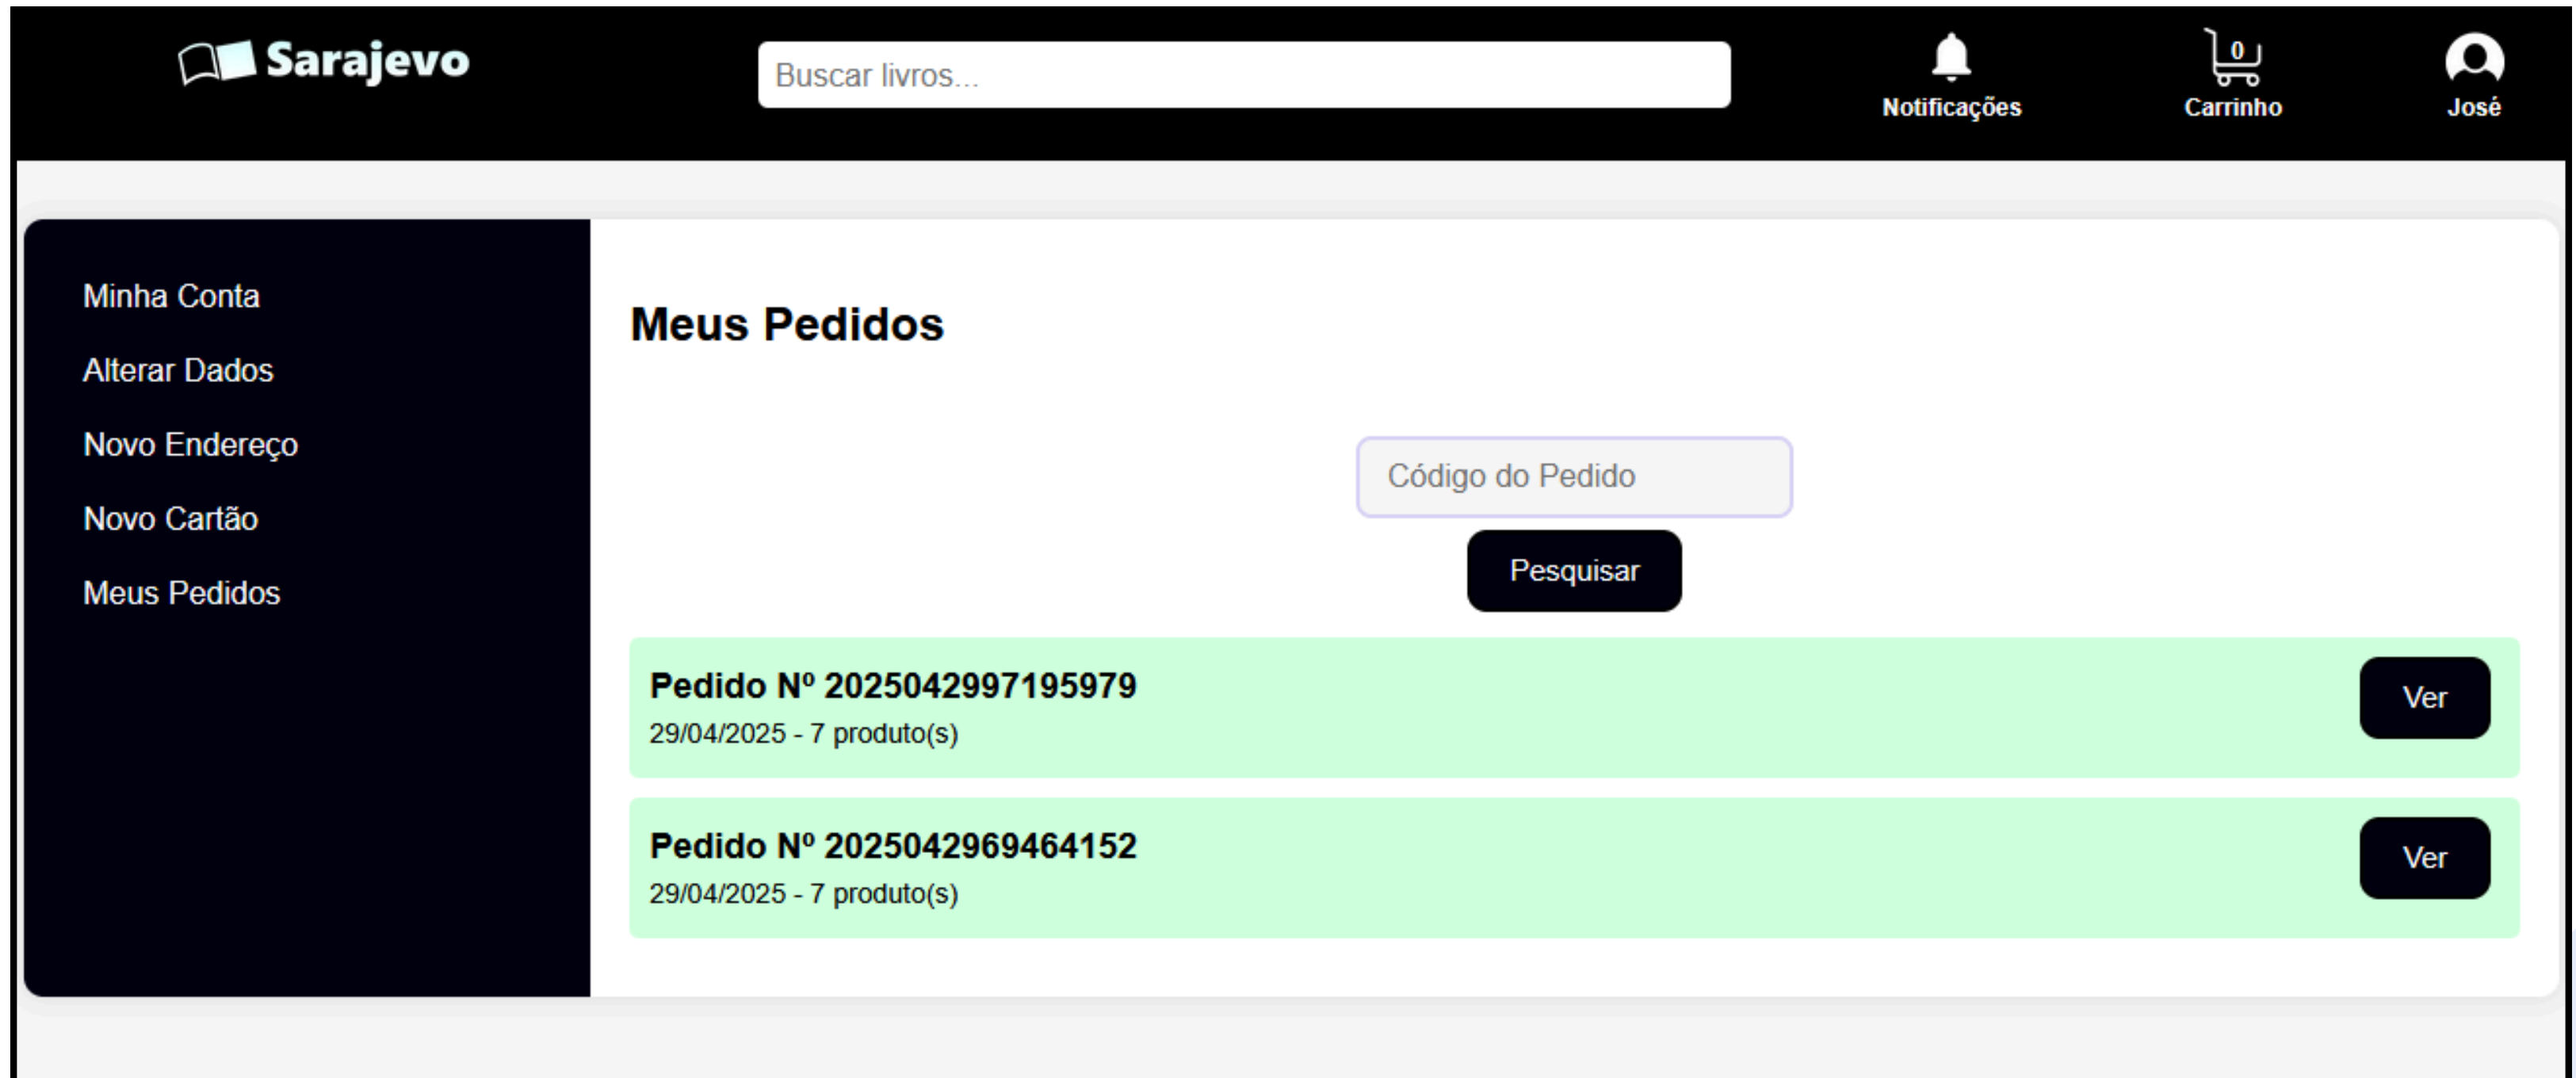 Sarajevo
Buscar livros...
Notificações
0
Carrinho
José
Minha Conta
Alterar Dados
Novo Endereço
Novo Cartão
Meus Pedidos
Meus Pedidos
Código do Pedido
Pesquisar
Pedido Nº 2025042997195979
29/04/2025 - 7 produto(s)
Ver
Pedido Nº 2025042969464152
29/04/2025 - 7 produto(s)
Ver